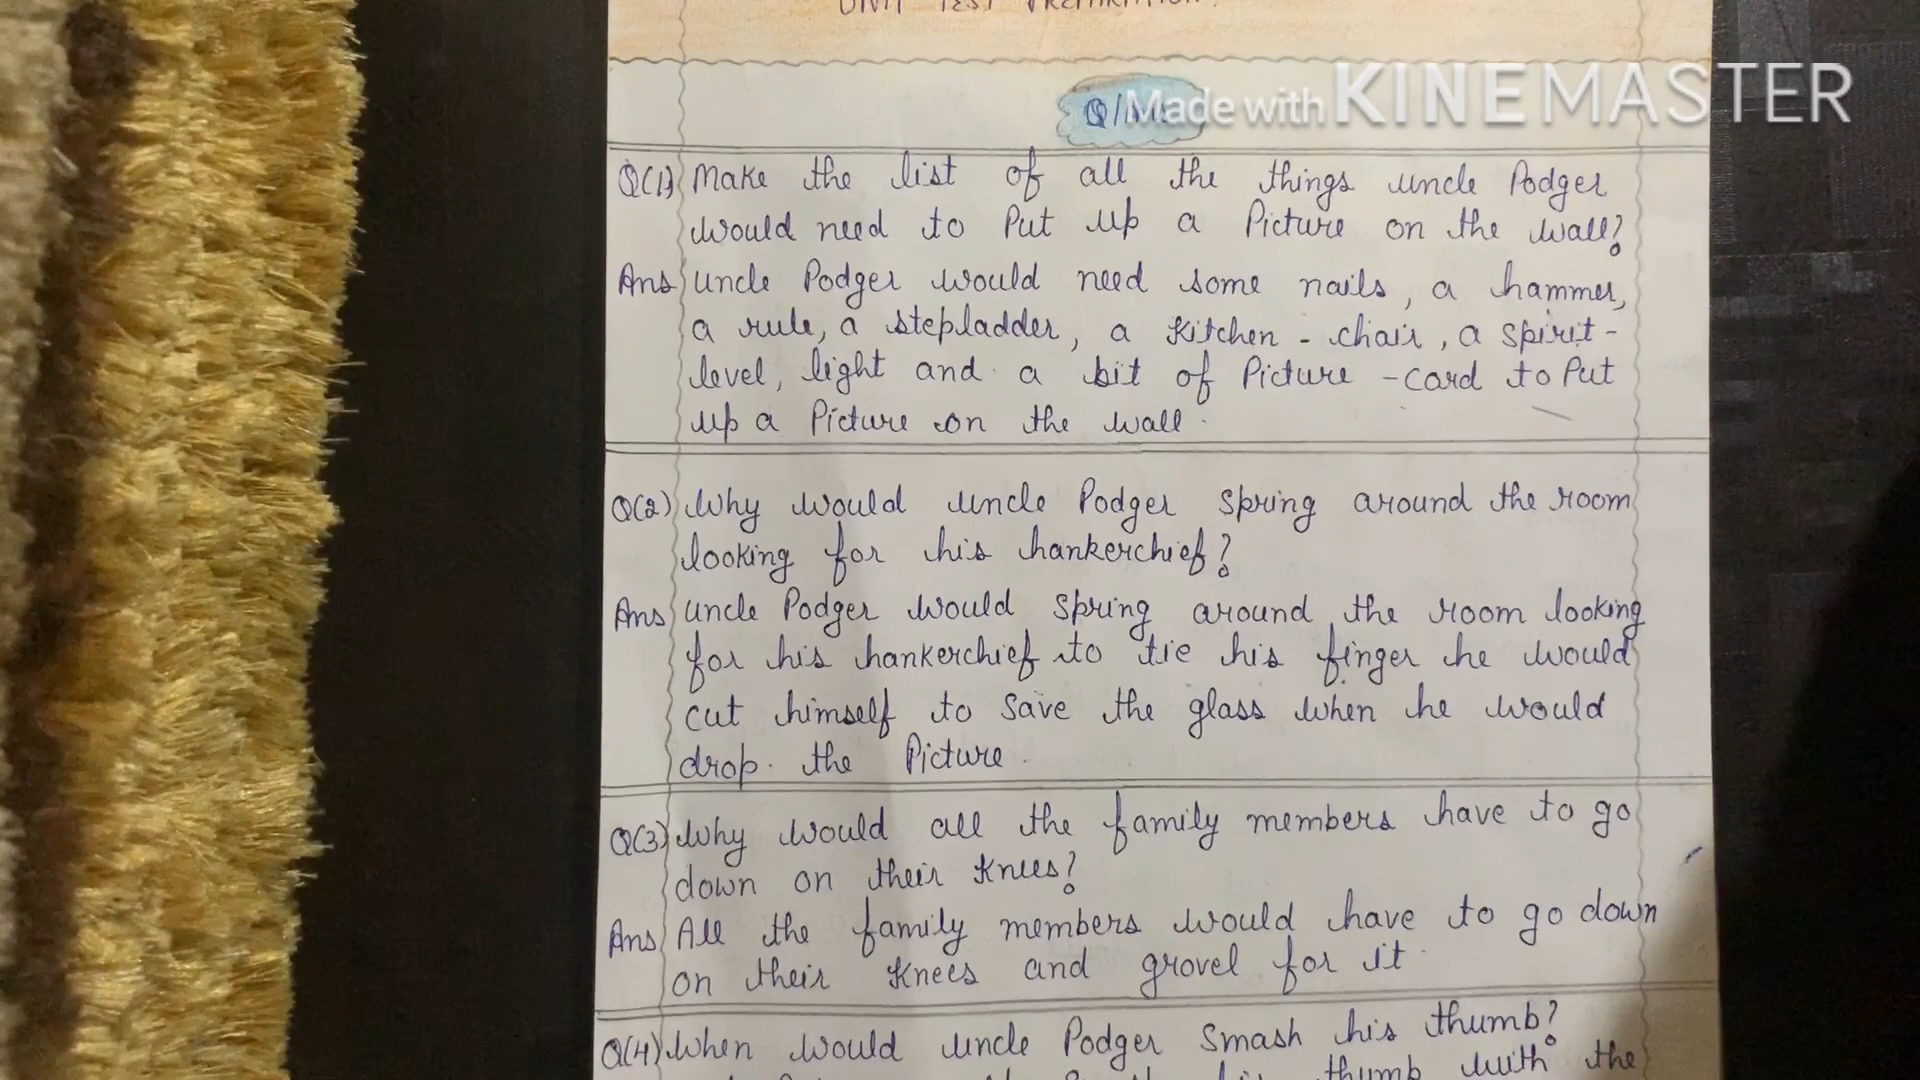 UNIT TEST PREPARATION.
Made with KINEMASTER
Q(1) Make the list of all the things uncle Podger
would need to Put up a Picture on the wall?
Ans uncle Podger would need some nails, a hammer,
a rule, a stepladder, a kitchen - chair, a spirit -
level, light and a bit of Picture - card to Put
up a Picture on the wall.
Q(2) Why would uncle Podger spring around the room
looking for his hankerchief?
Ans uncle Podger would spring around the room looking
for his hankerchief to tie his finger he would
cut himself to save the glass when he would
drop. the Picture.
Q(3) Why would all the family members have to go
down on their knees?
Ans All the family members would have to go down
on their knees and grovel for it.
Q(4) When would uncle Podger smash his thumb?
thumb with the